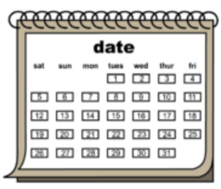 date
sat sun mon tues wed thur fri
1 2 3 4
5 6 7 8 9 10 11
12 13 14 15 16 17 18
19 20 21 22 23 24 25
26 27 28 29 30 31